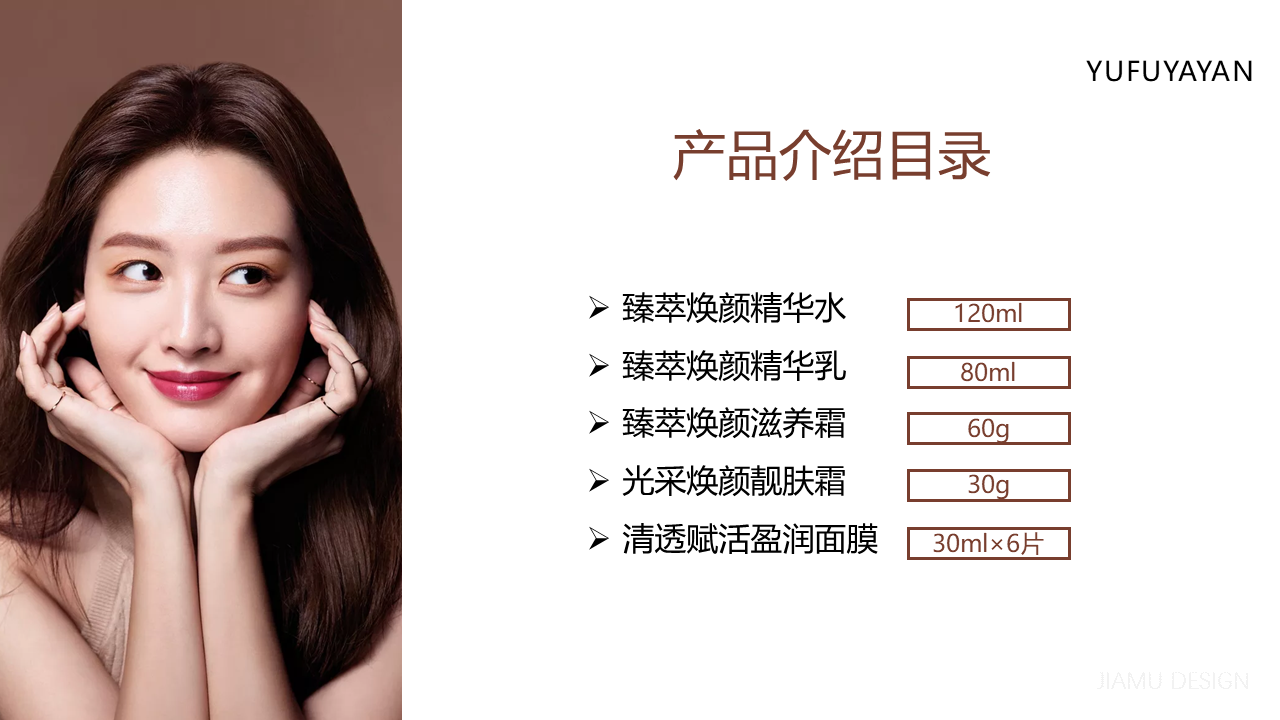 YUFUYAYAN
产品介绍目录
➢ 臻萃焕颜精华水 120ml
➢ 臻萃焕颜精华乳 80ml
➢ 臻萃焕颜滋养霜 60g
➢ 光采焕颜靓肤霜 30g
➢ 清透赋活盈润面膜 30ml×6片
JIAMU DESIGN